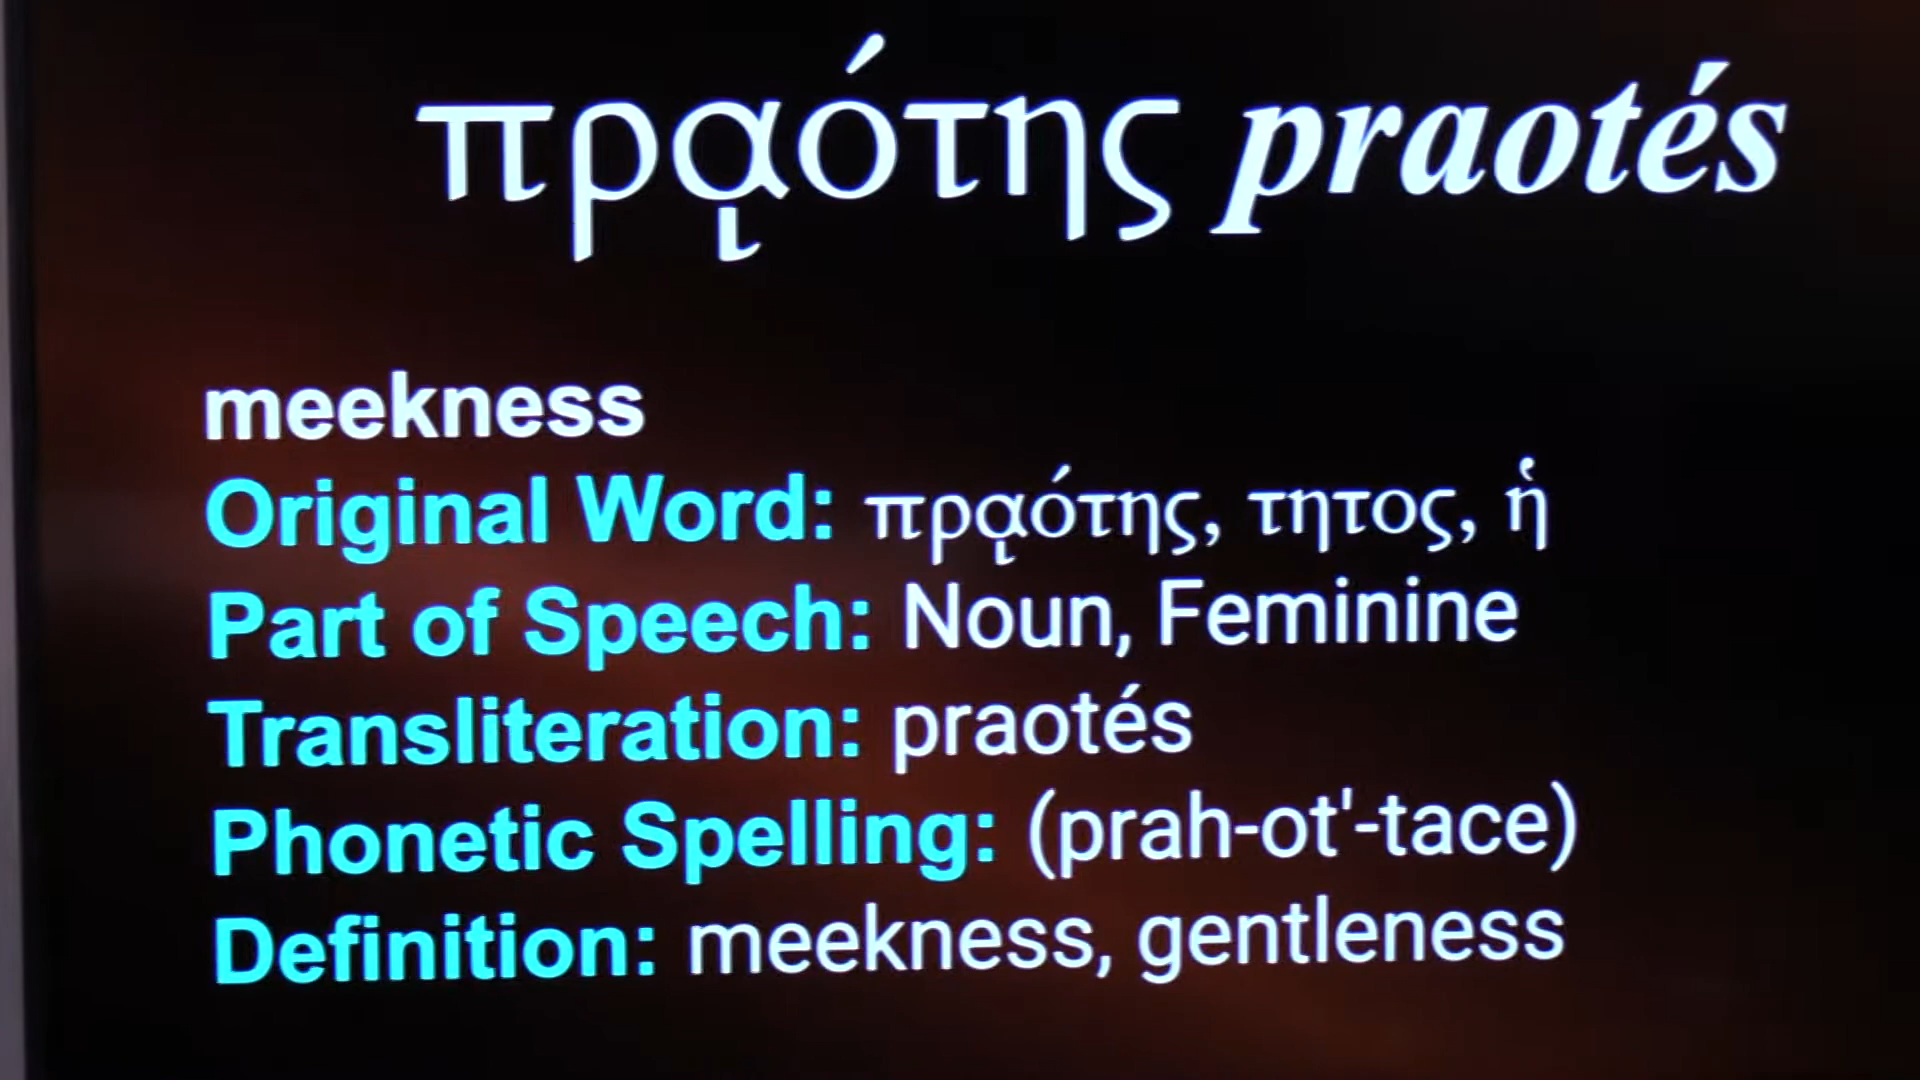 πρᾳότης praotés
meekness
Original Word: πρᾳότης, τητος, ἡ
Part of Speech: Noun, Feminine
Transliteration: praotés
Phonetic Spelling: (prah-ot'-tace)
Definition: meekness, gentleness